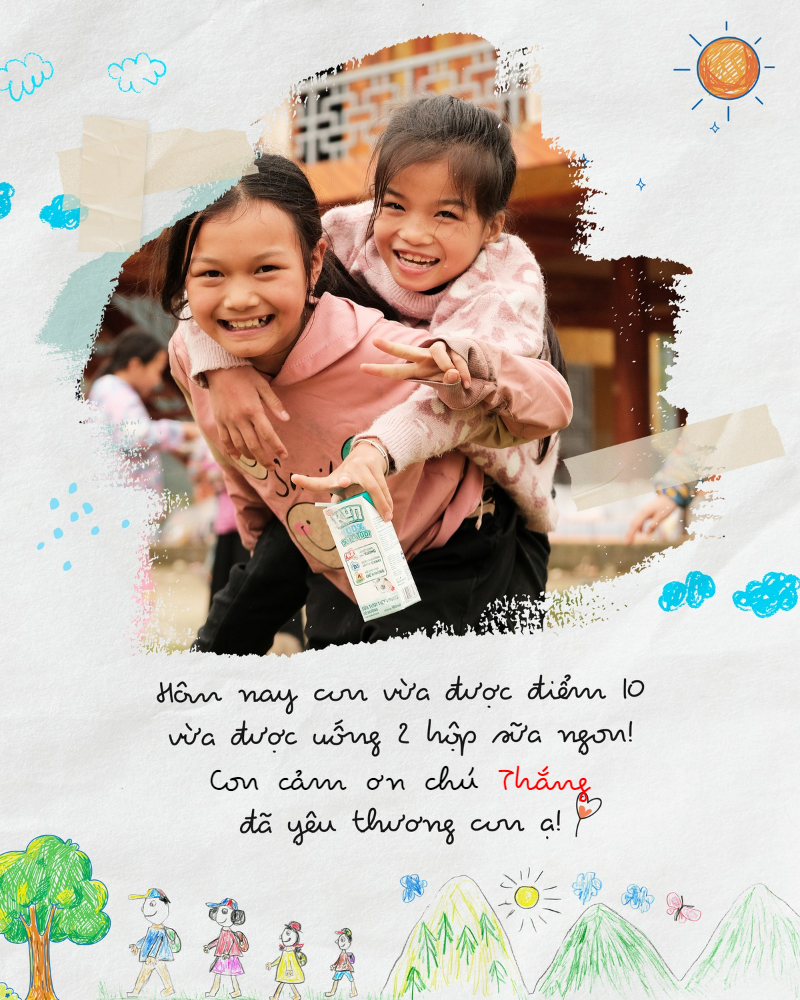 Hôm nay con vừa được điểm 10
vừa được uống 2 hộp sữa ngon!
Con cảm ơn chú Thắng
đã yêu thương con ạ!